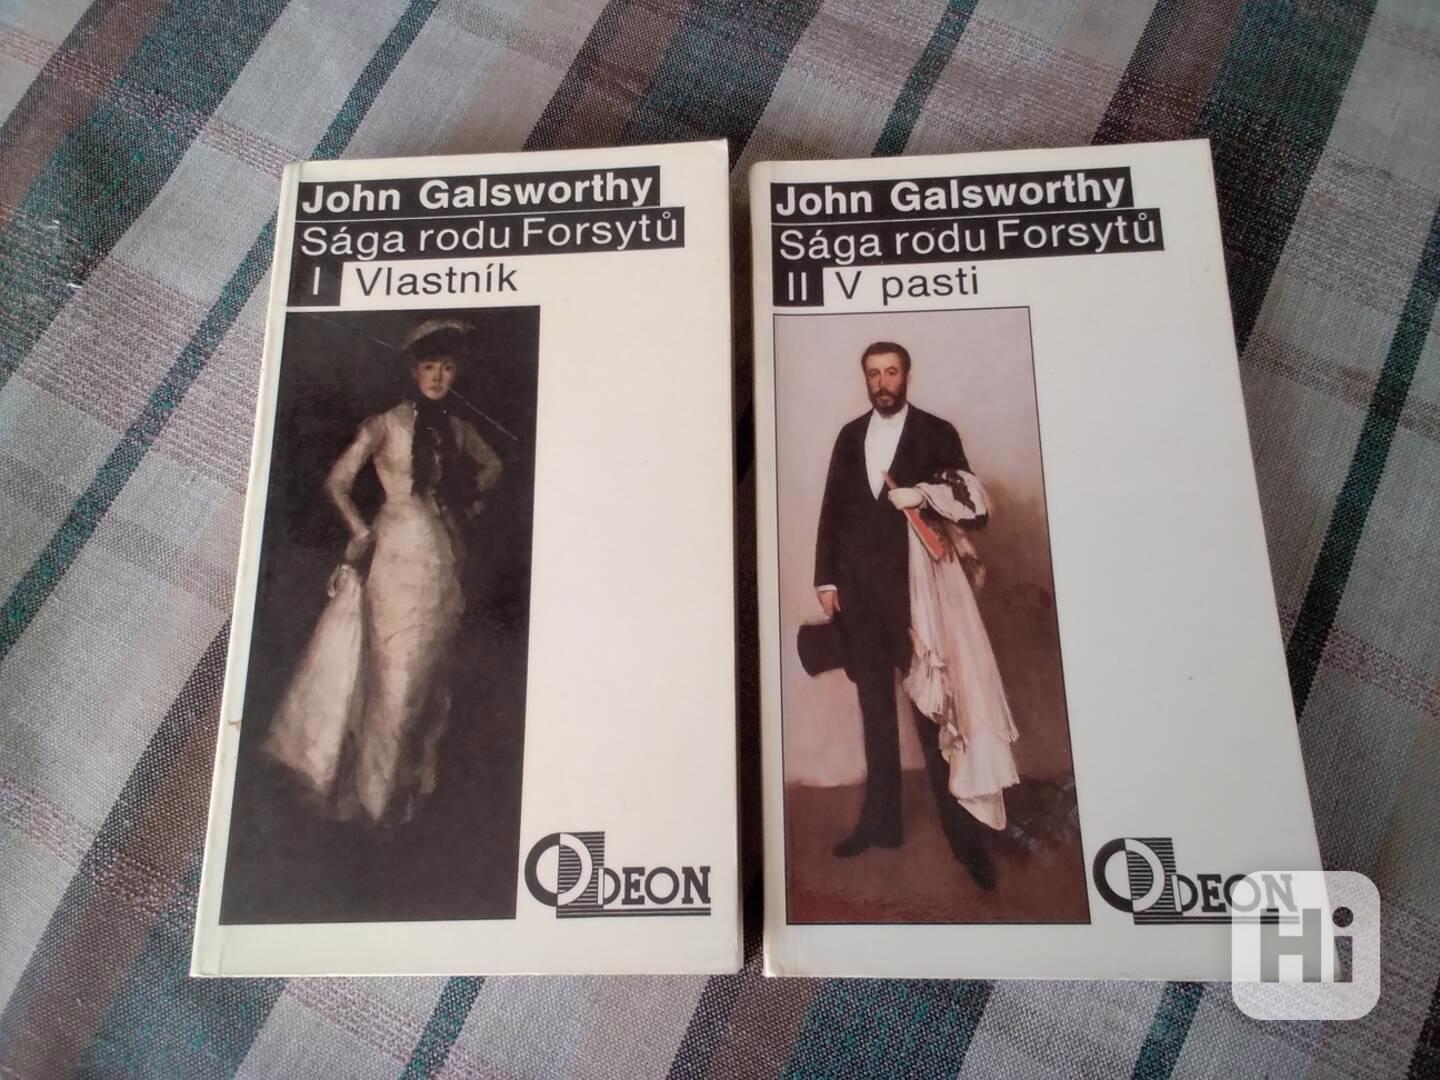 John Galsworthy
Sága rodu Forsytů
I Vlastník
ODEON
John Galsworthy
Sága rodu Forsytů
II V pasti
ODEON
Hi